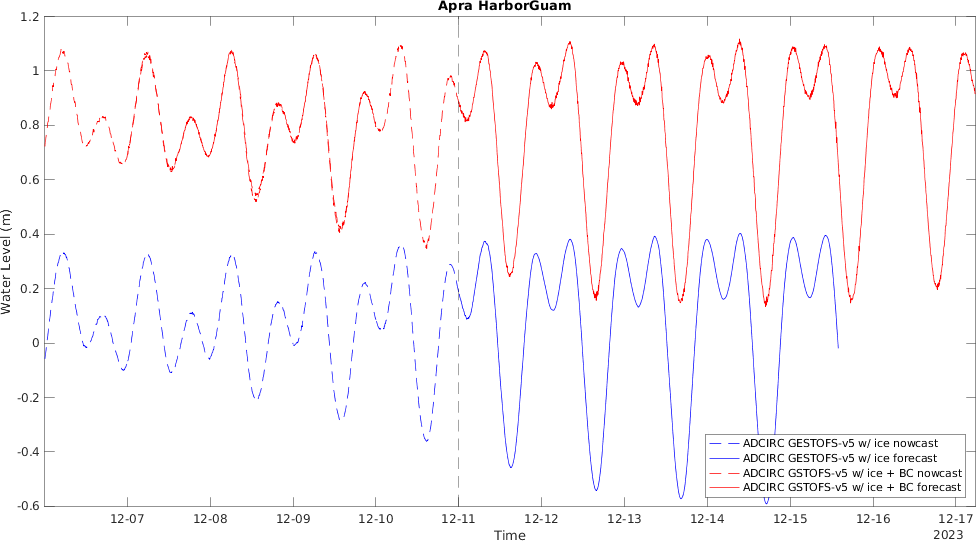 Apra HarborGuam
1.2
1
0.8
0.6
0.4
0.2
0
-0.2
-0.4
-0.6
Water Level (m)
ADCIRC GESTOFS-v5 w/ ice nowcast
ADCIRC GESTOFS-v5 w/ ice forecast
ADCIRC GSTOFS-v5 w/ ice + BC nowcast
ADCIRC GSTOFS-v5 w/ ice + BC forecast
12-07 12-08 12-09 12-10 12-11 12-12 12-13 12-14 12-15 12-16 12-17
Time
2023